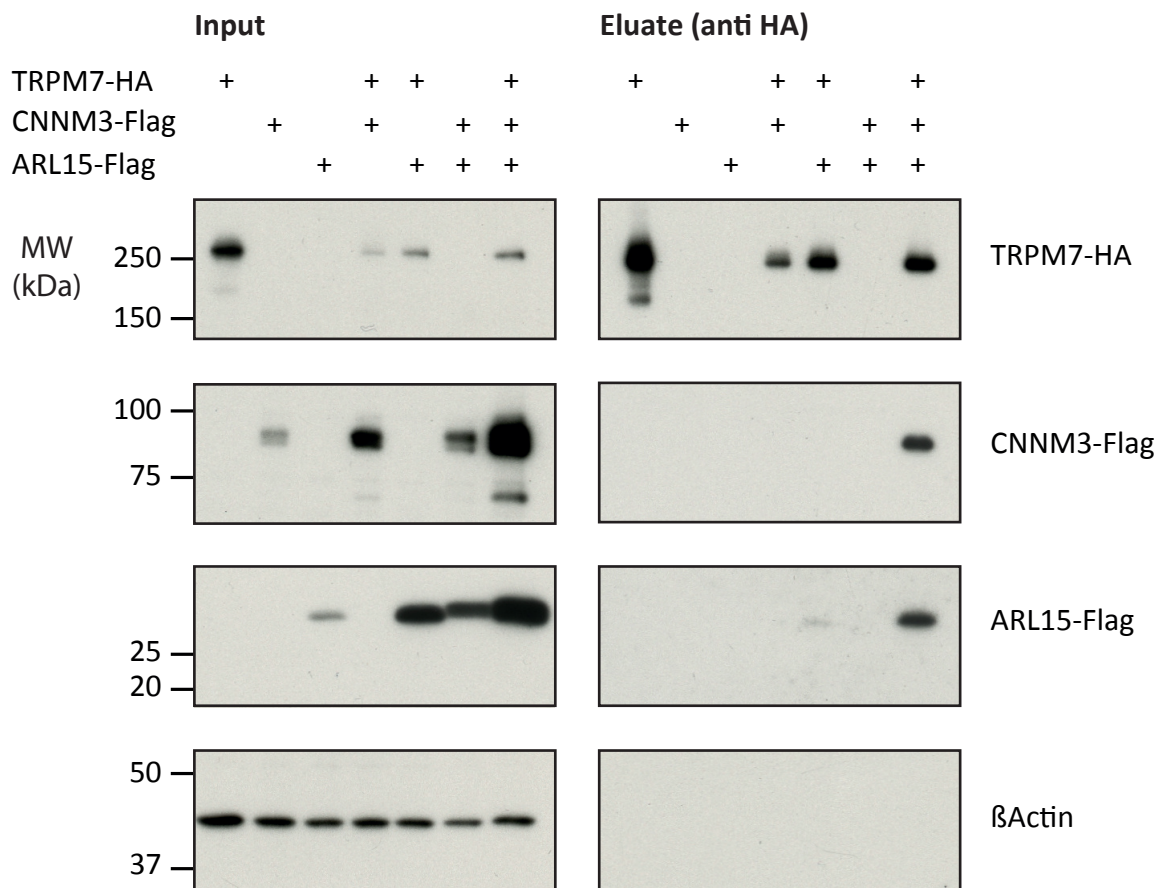 Input Eluate (anti HA)
TRPM7-HA + + + + + + + +
CNNM3-Flag + + + + + + + +
ARL15-Flag + + + + + + + +
MW
(kDa)
250
150
TRPM7-HA
100
75
CNNM3-Flag
25
20
ARL15-Flag
50
37
ßActin